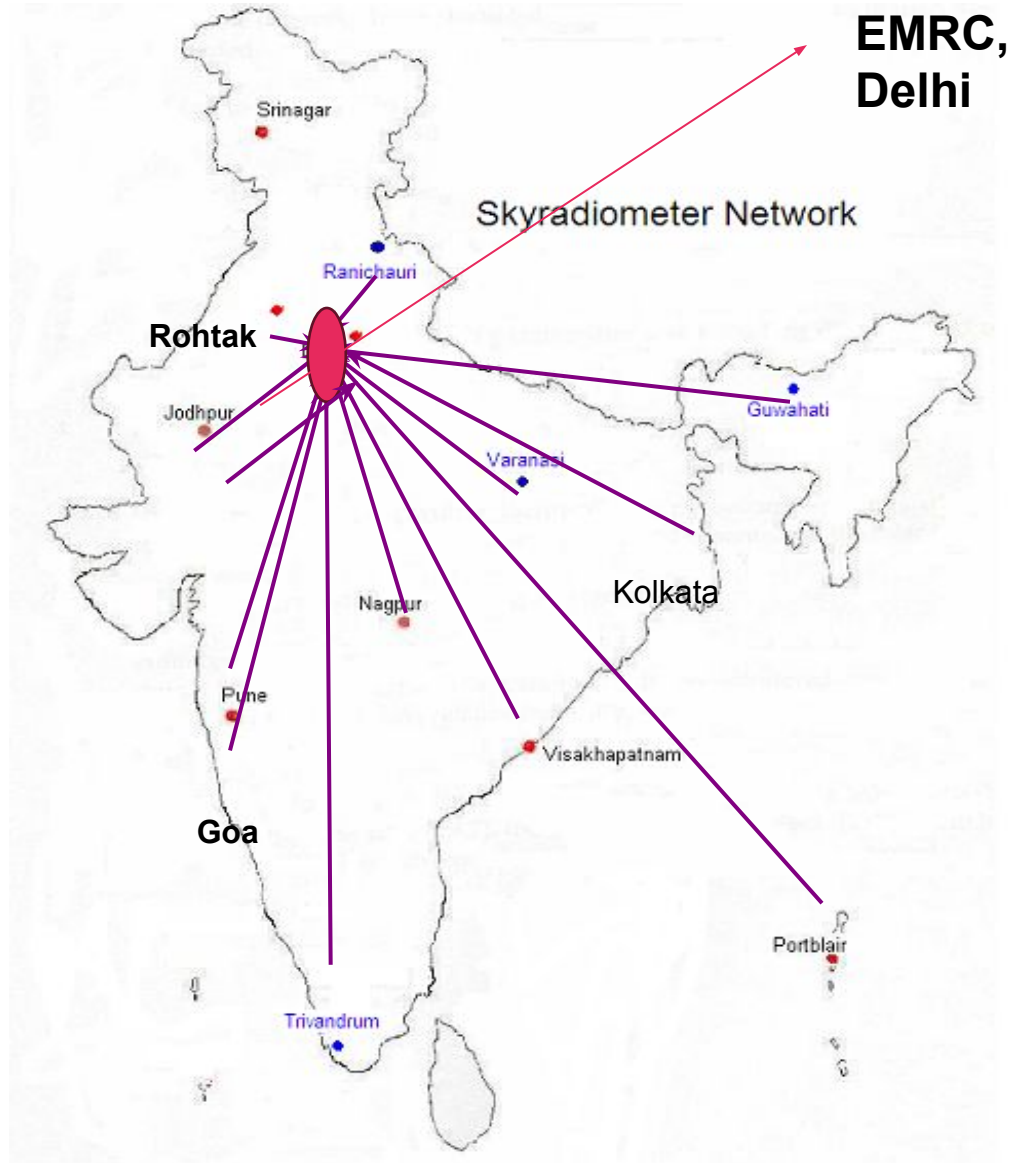 EMRC,
Delhi
Srinagar
Skyradiometer Network
Ranichauri
Rohtak
Jodhpur
Guwahati
Varanasi
Kolkata
Nagpur
Pune
Visakhapatnam
Goa
Portblair
Trivandrum